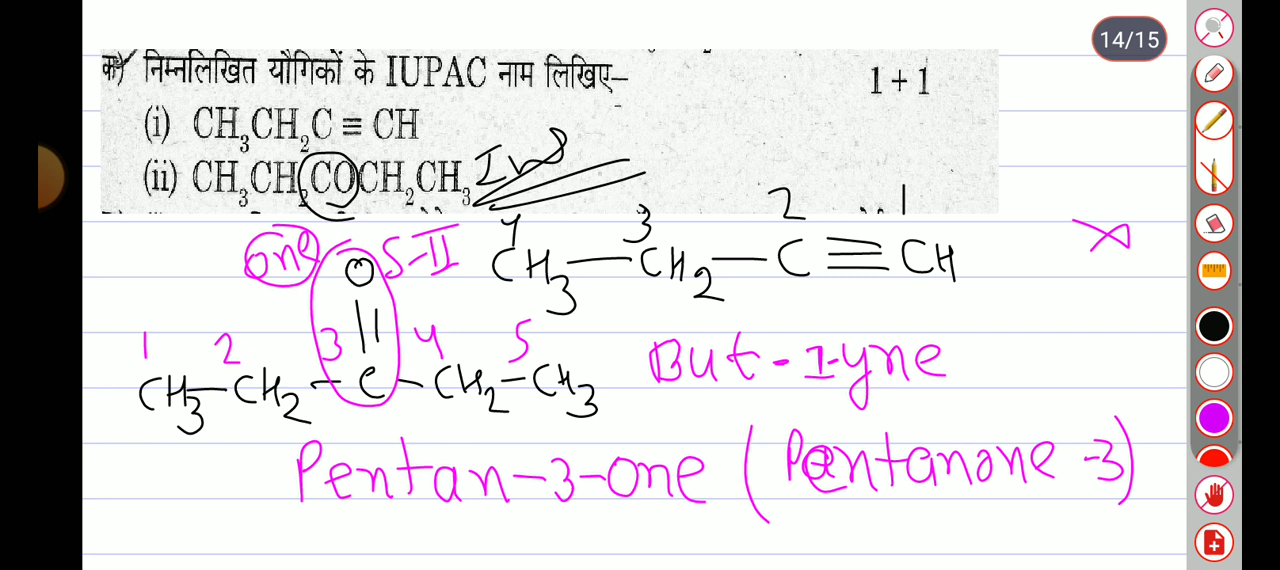 14/15
क) निम्नलिखित यौगिकों के IUPAC नाम लिखिए– 1 + 1
(i) CH₃CH₂C ≡ CH
(ii) CH₃CH₂COCH₂CH₃
4 3 2 1
CH₃—CH₂—C≡CH
one S-II
O
||
1 2 3 4 5
CH₃—CH₂—C—CH₂—CH₃
But-1-yne
Pentan-3-one (Pentanone-3)